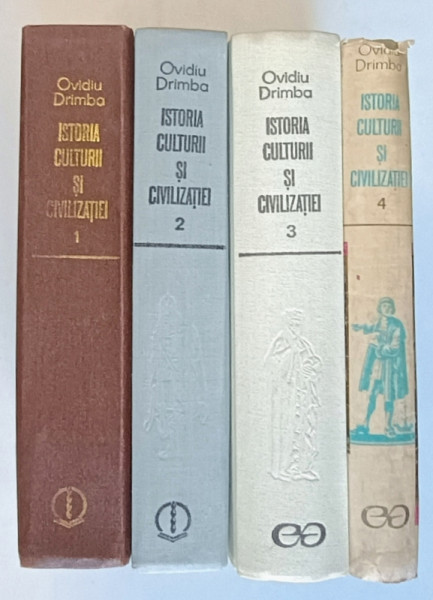 Ovidiu
Drimba
ISTORIA
CULTURII
ȘI
CIVILIZAȚIEI
1
Ovidiu
Drimba
ISTORIA
CULTURII
ȘI
CIVILIZAȚIEI
2
Ovidiu
Drimba
ISTORIA
CULTURII
ȘI
CIVILIZAȚIEI
3
Ovidiu
Drimba
ISTORIA
CULTURII
ȘI
CIVILIZAȚIEI
4